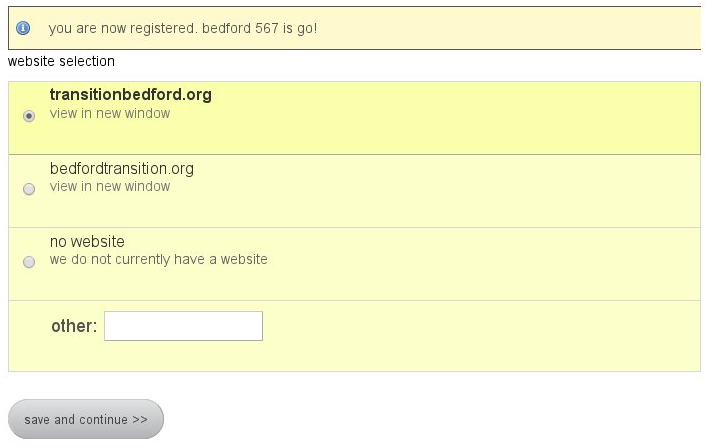 you are now registered. bedford 567 is go!
website selection
transitionbedford.org
view in new window
bedfordtransition.org
view in new window
no website
we do not currently have a website
other:
save and continue >>